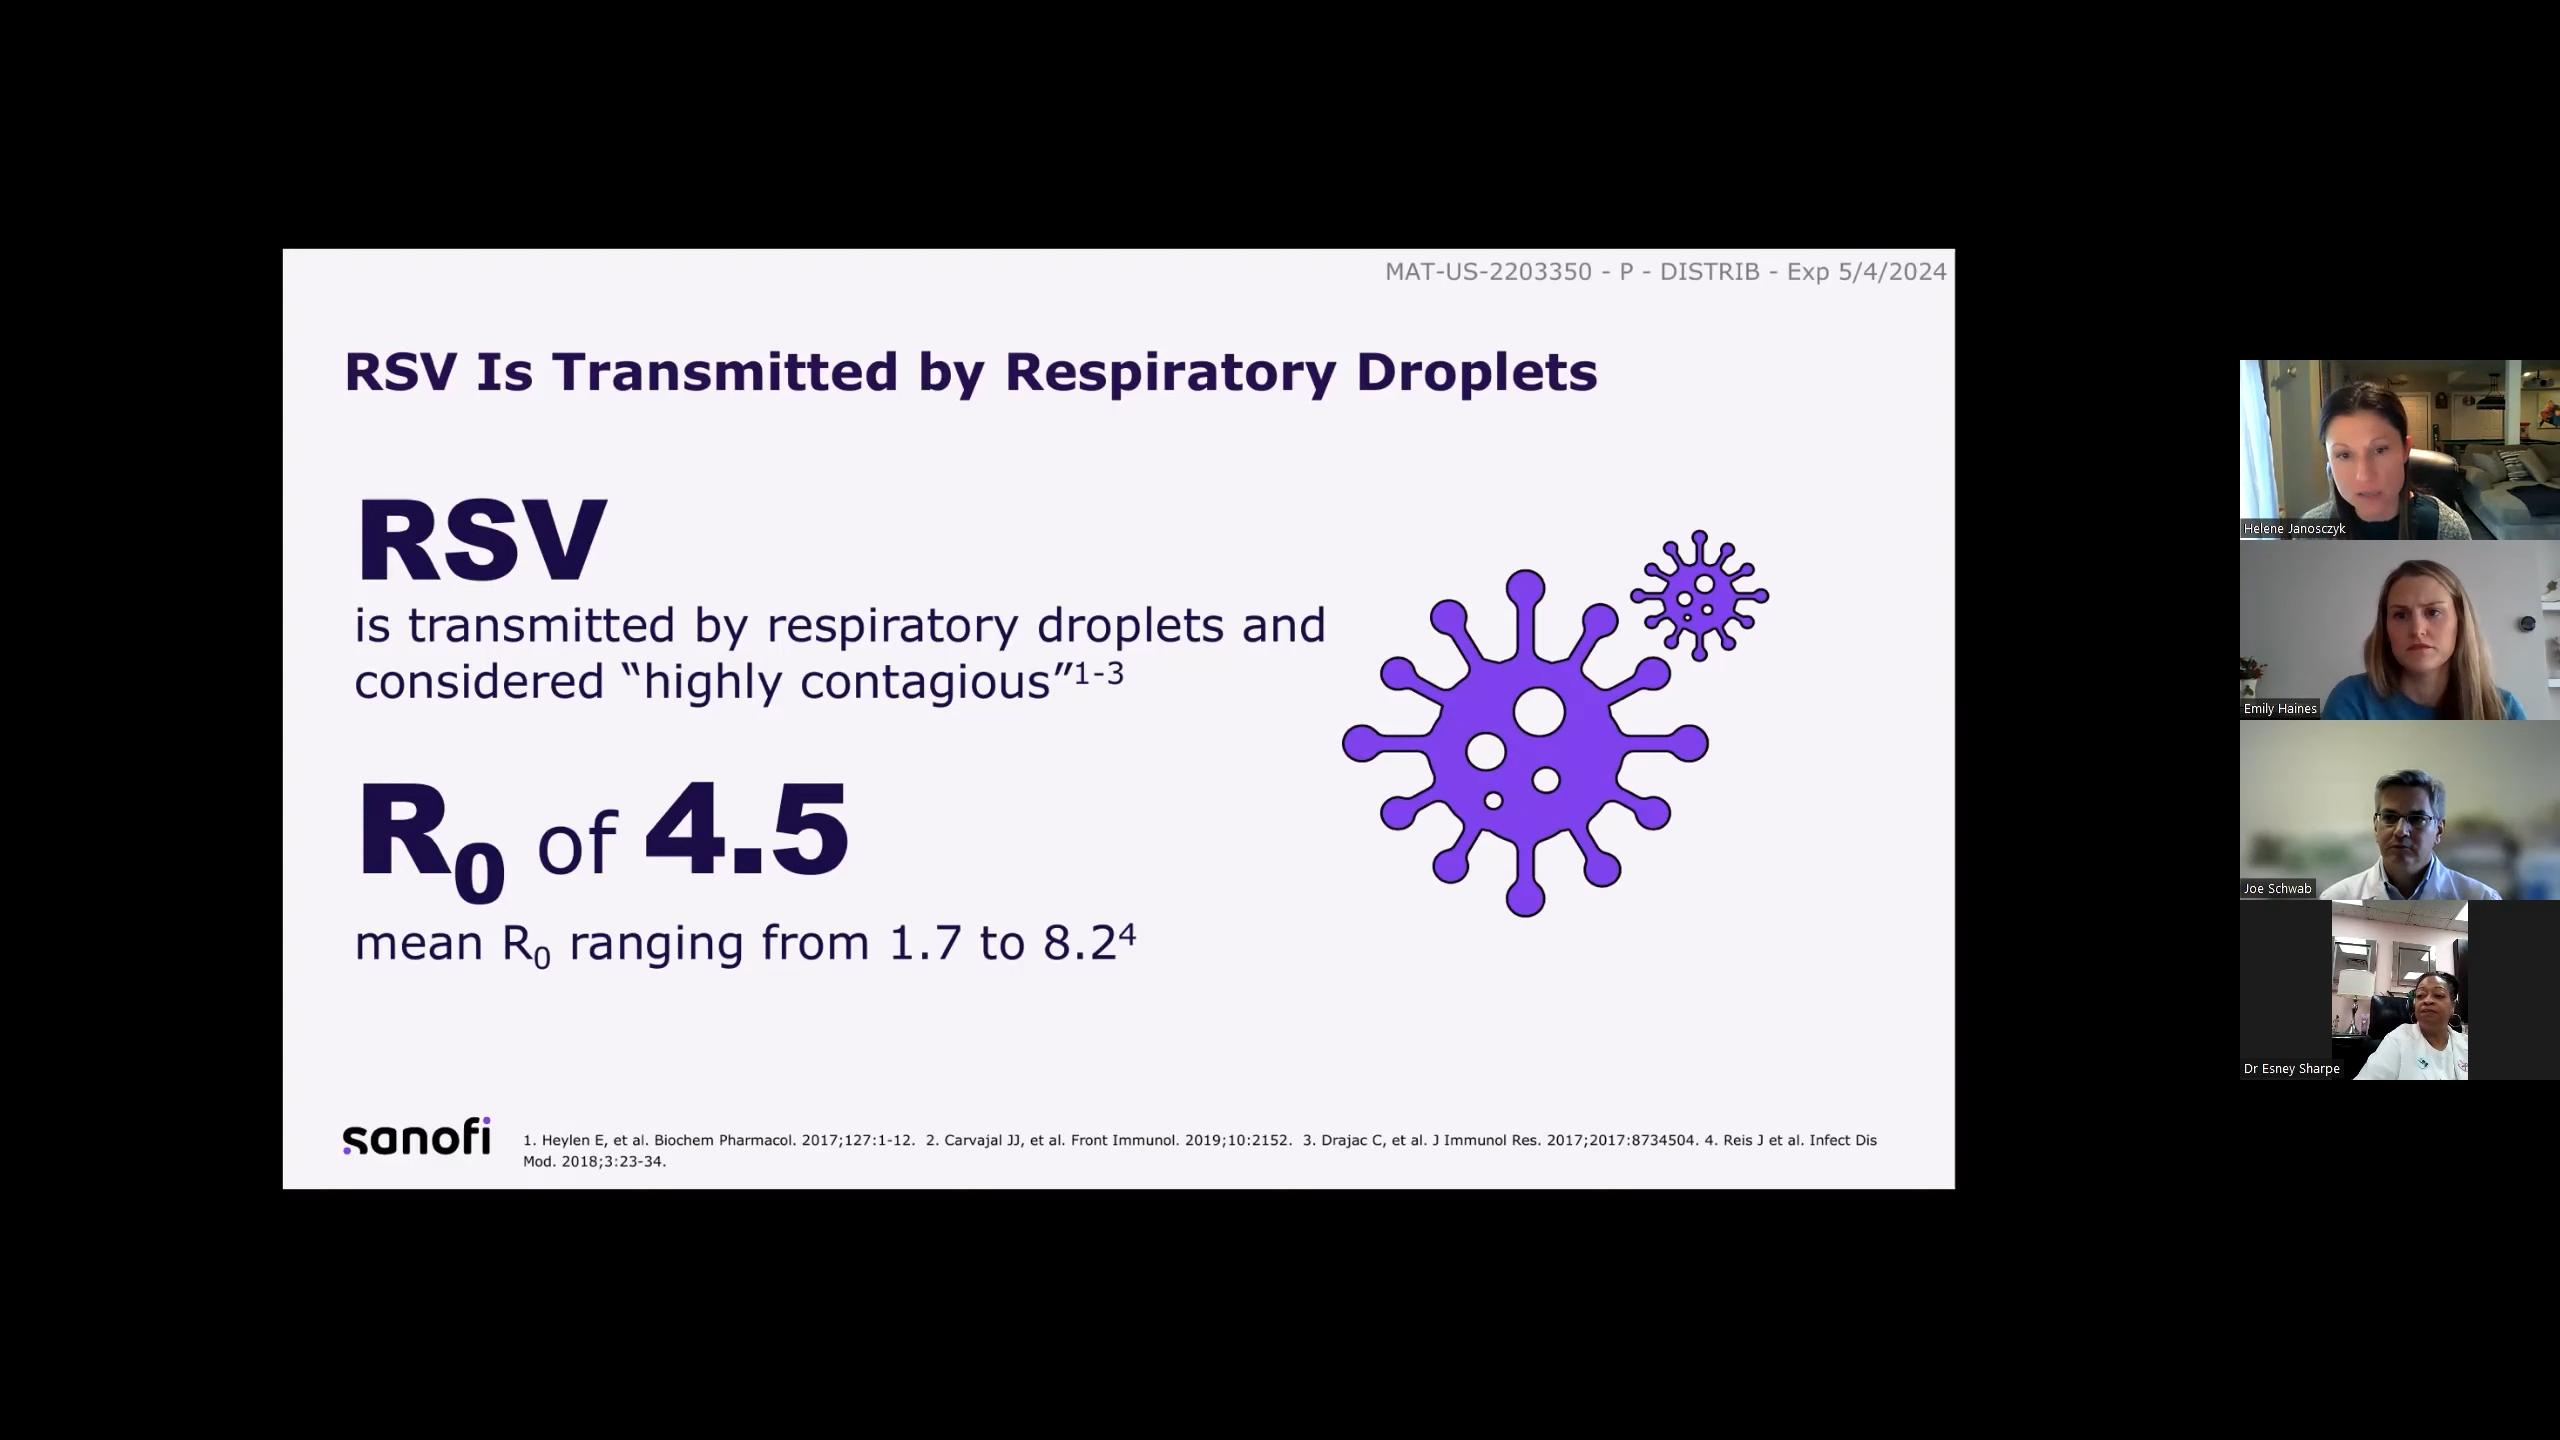 MAT-US-2203350 - P - DISTRIB - Exp 5/4/2024
RSV Is Transmitted by Respiratory Droplets
RSV
is transmitted by respiratory droplets and
considered “highly contagious”1-3
R0 of 4.5
mean R0 ranging from 1.7 to 8.24
sanofi
1. Heylen E, et al. Biochem Pharmacol. 2017;127:1-12. 2. Carvajal JJ, et al. Front Immunol. 2019;10:2152. 3. Drajac C, et al. J Immunol Res. 2017;2017:8734504. 4. Reis J et al. Infect Dis
Mod. 2018;3:23-34.
Helene Janosczyk
Emily Haines
Joe Schwab
Dr Esney Sharpe